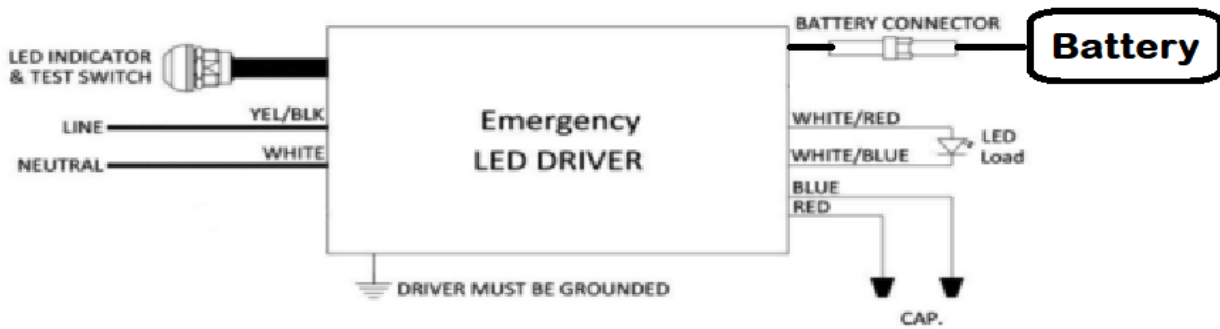 BATTERY CONNECTOR
Battery
LED INDICATOR
& TEST SWITCH
YEL/BLK
LINE
WHITE
NEUTRAL
Emergency
LED DRIVER
WHITE/RED
LED
Load
WHITE/BLUE
BLUE
RED
DRIVER MUST BE GROUNDED
CAP.